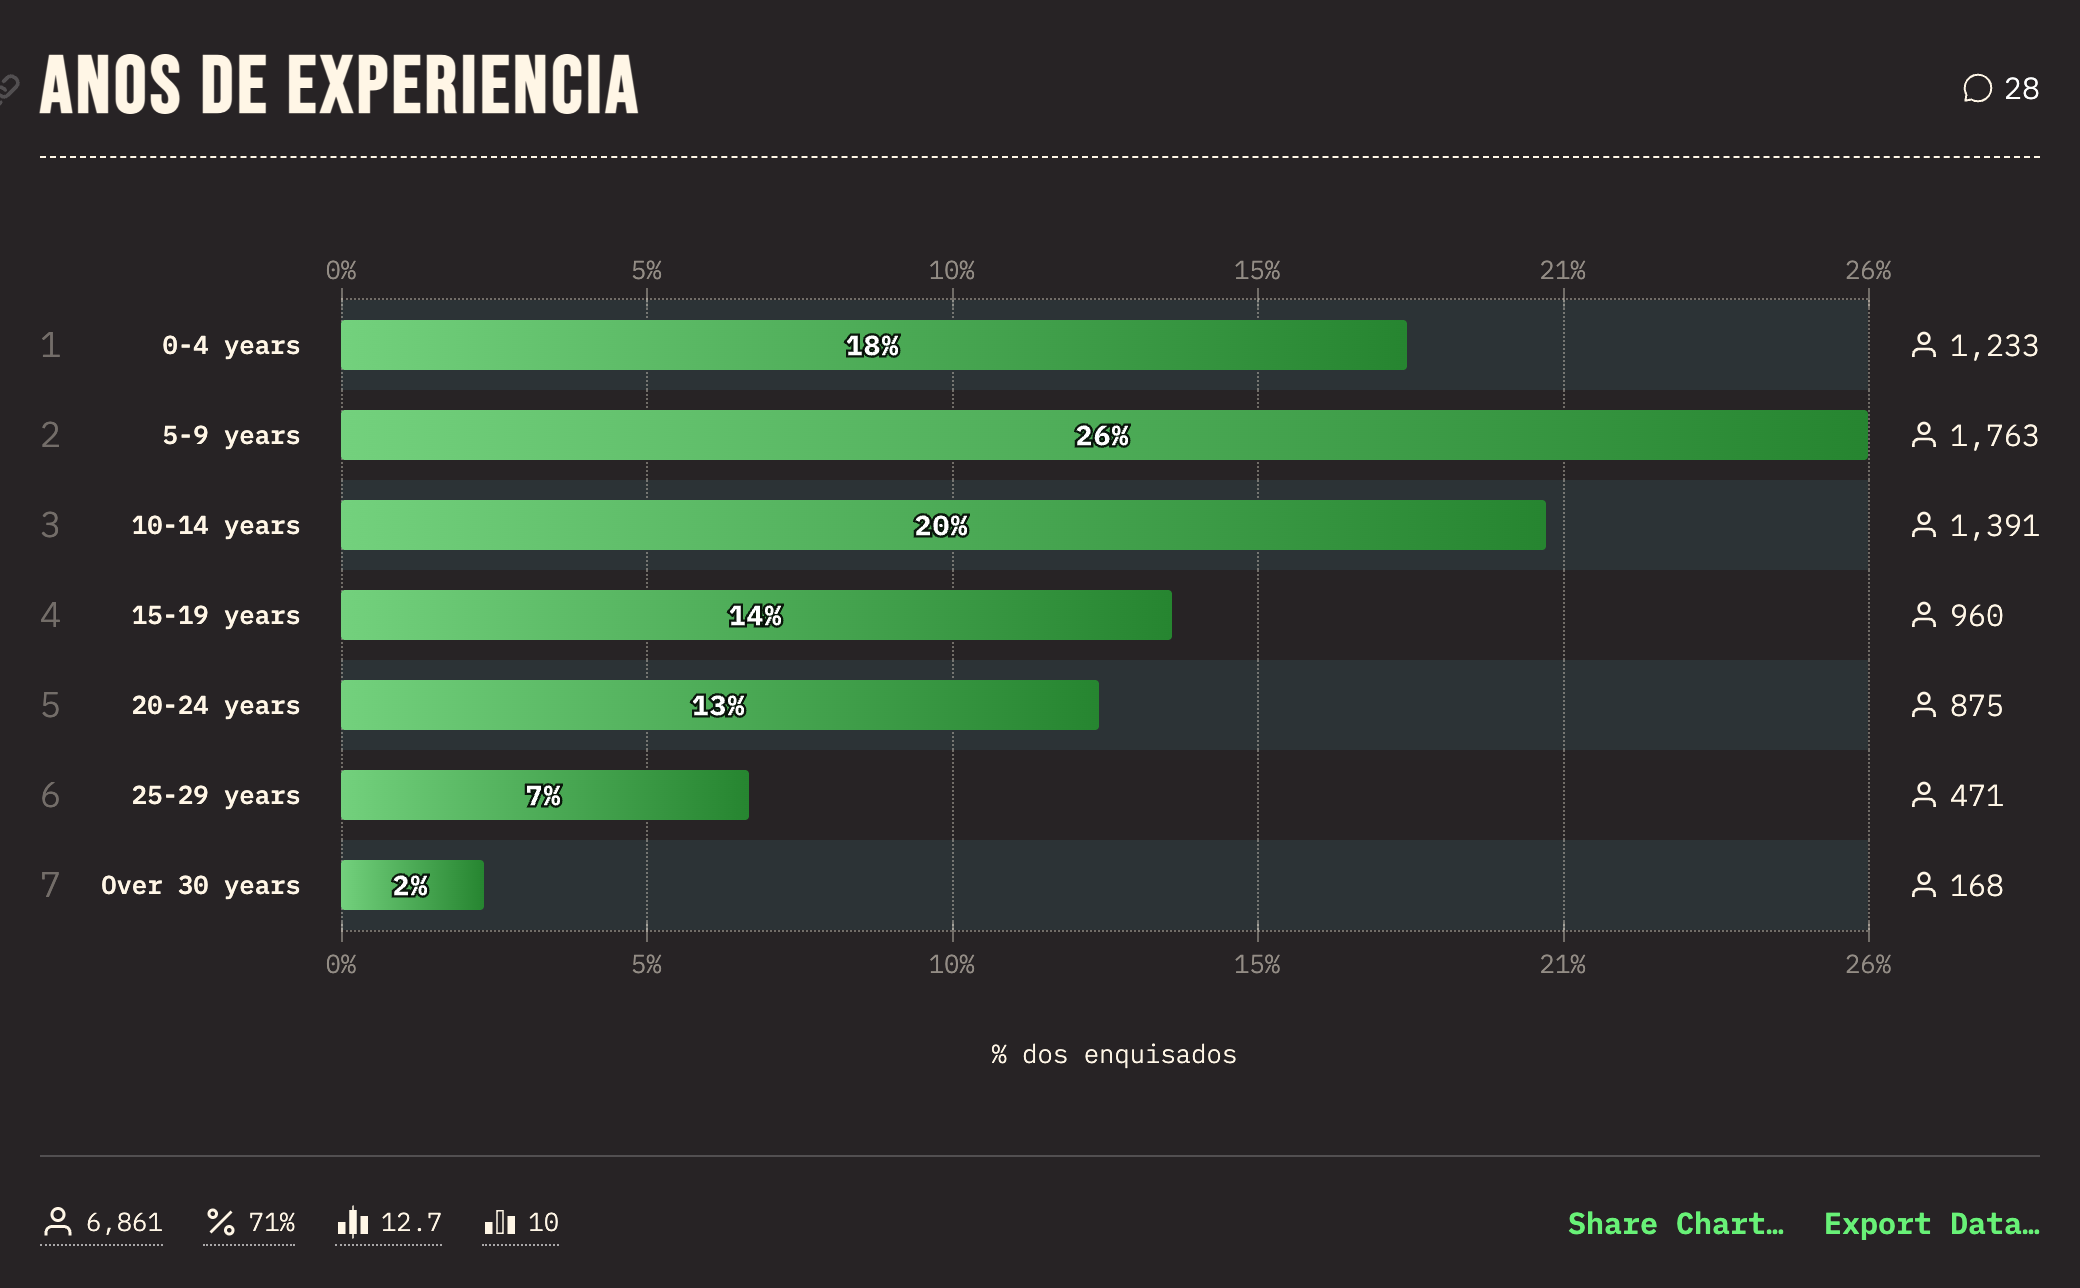 ANOS DE EXPERIENCIA
28
0% 5% 10% 15% 21% 26%
1 0-4 years 18% 1,233
2 5-9 years 26% 1,763
3 10-14 years 20% 1,391
4 15-19 years 14% 960
5 20-24 years 13% 875
6 25-29 years 7% 471
7 Over 30 years 2% 168
0% 5% 10% 15% 21% 26%
% dos enquisados
6,861 71% 12.7 10 Share Chart… Export Data…